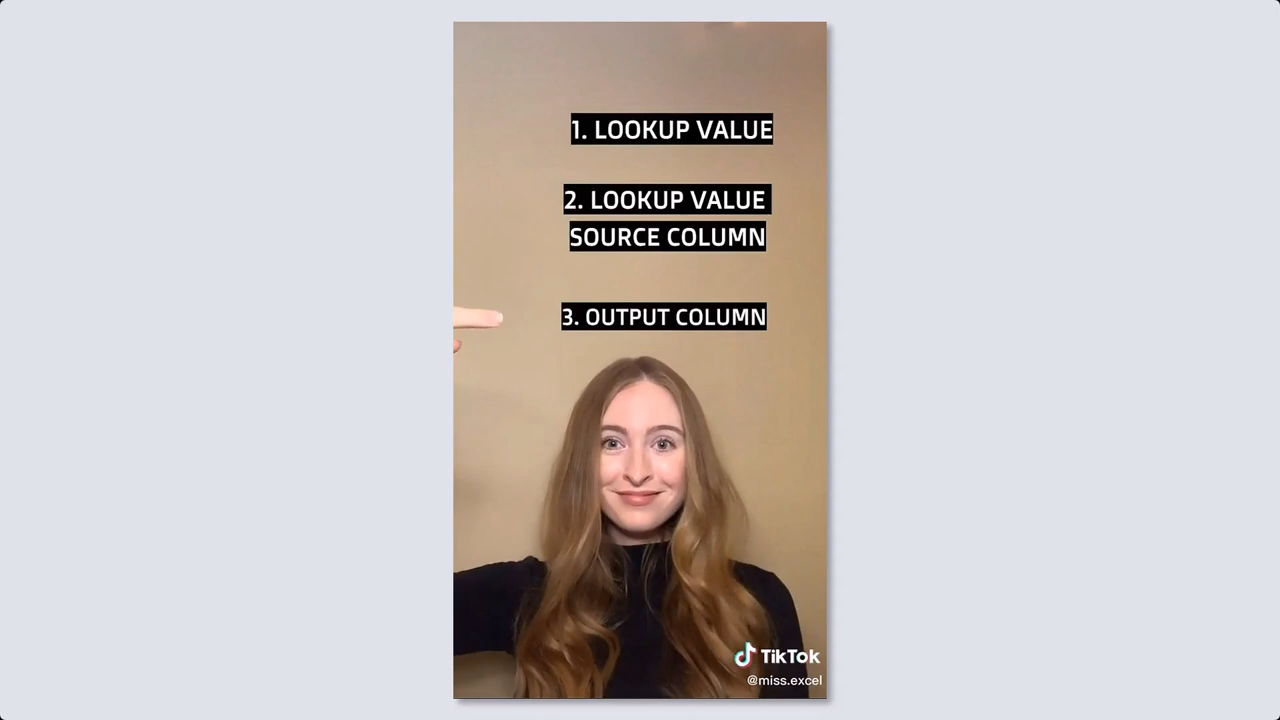 1. LOOKUP VALUE
2. LOOKUP VALUE
SOURCE COLUMN
3. OUTPUT COLUMN
TikTok
@miss.excel